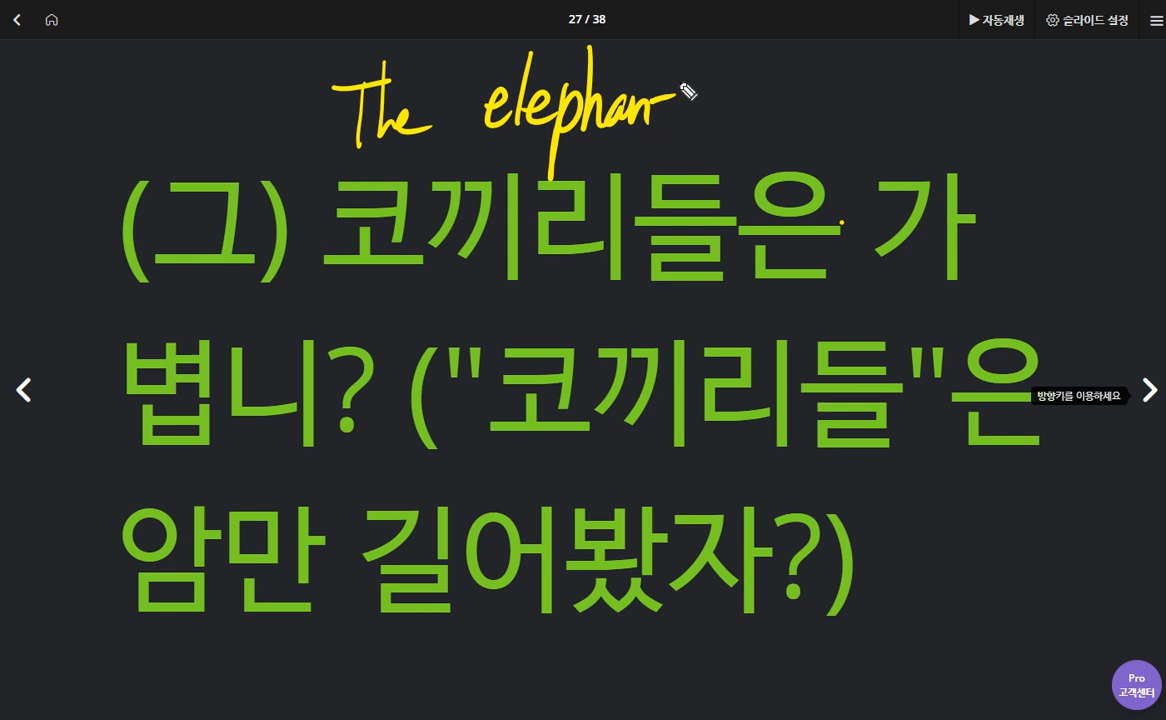 27 / 38
▶ 자동재생
슬라이드 설정
The elephan
(그) 코끼리들은 가
볍니? ("코끼리들"은
방향키를 이용하세요
암만 길어봤자?)
Pro
고객센터